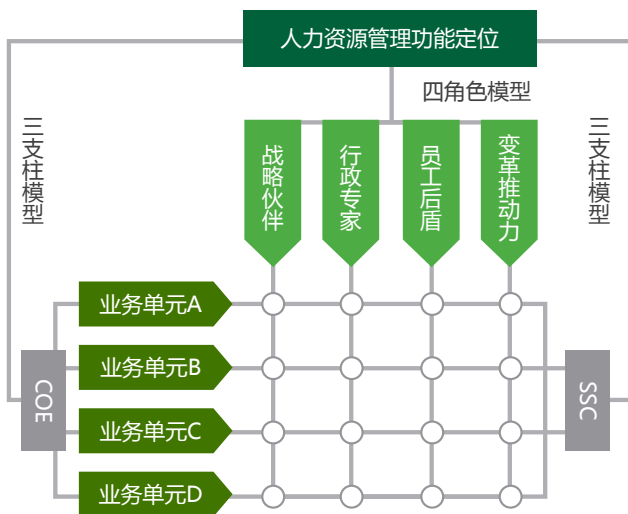 人力资源管理功能定位
四角色模型
三支柱模型
三支柱模型
战略伙伴
行政专家
员工后盾
变革推动力
业务单元A
业务单元B
业务单元C
业务单元D
COE
SSC